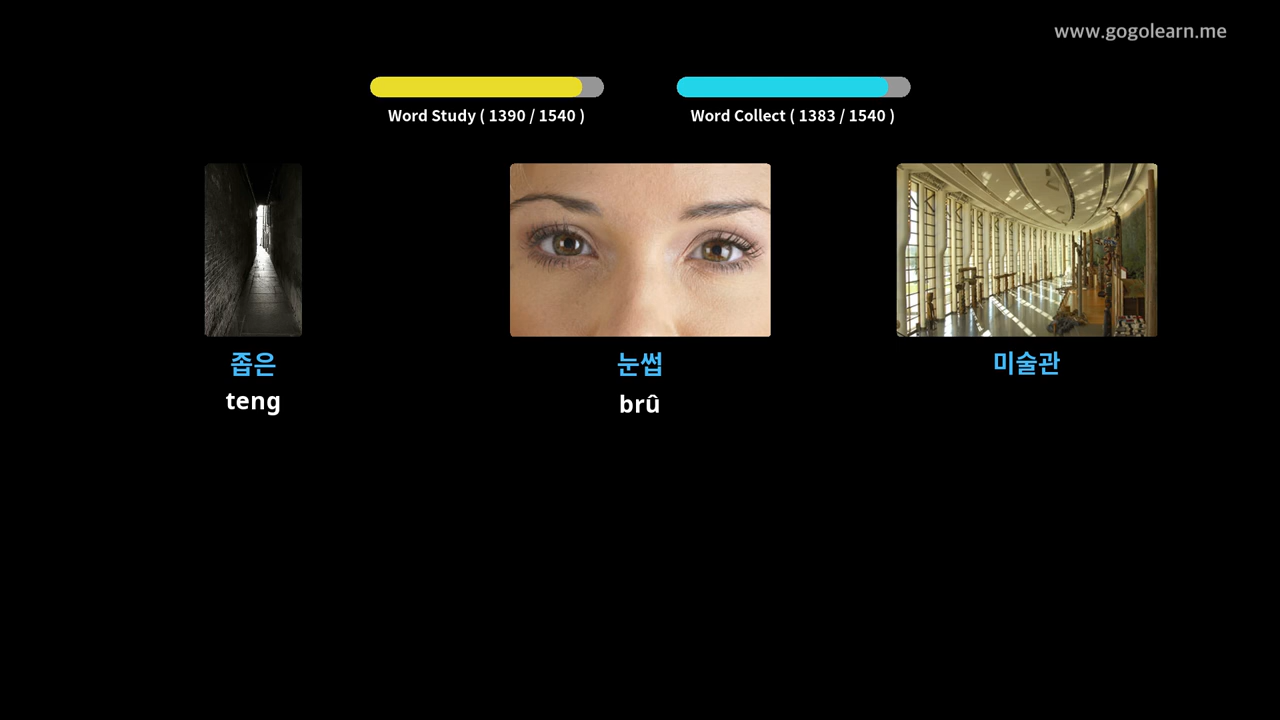 www.gogolearn.me
Word Study ( 1390 / 1540 )
Word Collect ( 1383 / 1540 )
좁은
teng
눈썹
brû
미술관